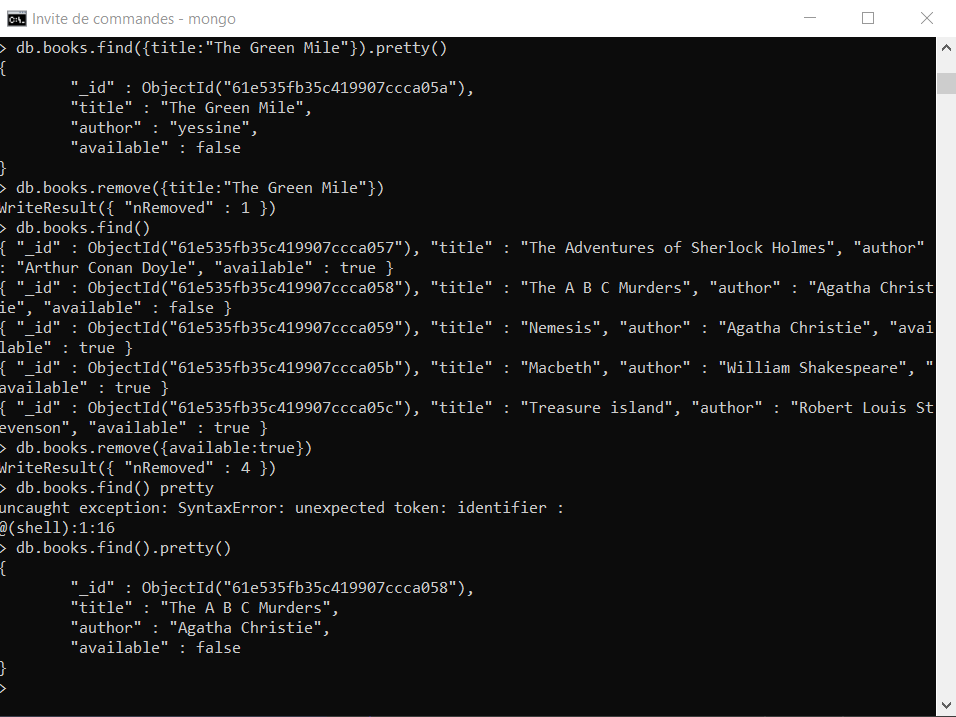 Invite de commandes - mongo
> db.books.find({title:"The Green Mile"}).pretty()
{
        "_id" : ObjectId("61e535fb35c419907ccca05a"),
        "title" : "The Green Mile",
        "author" : "yessine",
        "available" : false
}
> db.books.remove({title:"The Green Mile"})
WriteResult({ "nRemoved" : 1 })
> db.books.find()
{ "_id" : ObjectId("61e535fb35c419907ccca057"), "title" : "The Adventures of Sherlock Holmes", "author"
: "Arthur Conan Doyle", "available" : true }
{ "_id" : ObjectId("61e535fb35c419907ccca058"), "title" : "The A B C Murders", "author" : "Agatha Christ
ie", "available" : false }
{ "_id" : ObjectId("61e535fb35c419907ccca059"), "title" : "Nemesis", "author" : "Agatha Christie", "avai
lable" : true }
{ "_id" : ObjectId("61e535fb35c419907ccca05b"), "title" : "Macbeth", "author" : "William Shakespeare", "
available" : true }
{ "_id" : ObjectId("61e535fb35c419907ccca05c"), "title" : "Treasure island", "author" : "Robert Louis St
evenson", "available" : true }
> db.books.remove({available:true})
WriteResult({ "nRemoved" : 4 })
> db.books.find() pretty
uncaught exception: SyntaxError: unexpected token: identifier :
@(shell):1:16
> db.books.find().pretty()
{
        "_id" : ObjectId("61e535fb35c419907ccca058"),
        "title" : "The A B C Murders",
        "author" : "Agatha Christie",
        "available" : false
}
>